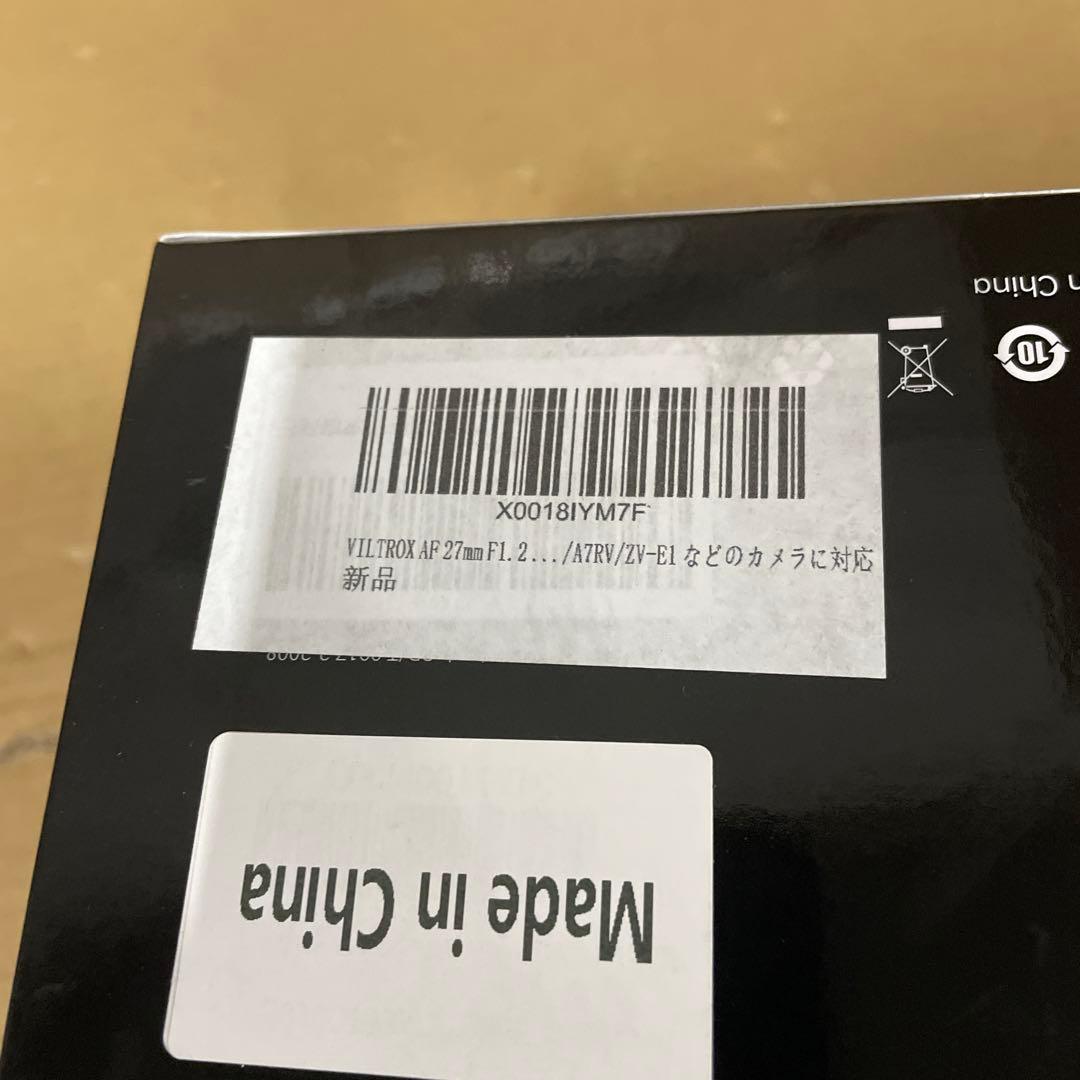 n China
10
X0018IYM7F
VILTROX AF 27mm F1.2.../A7RV/ZV-E1 などのカメラに対応
新品
Made in China